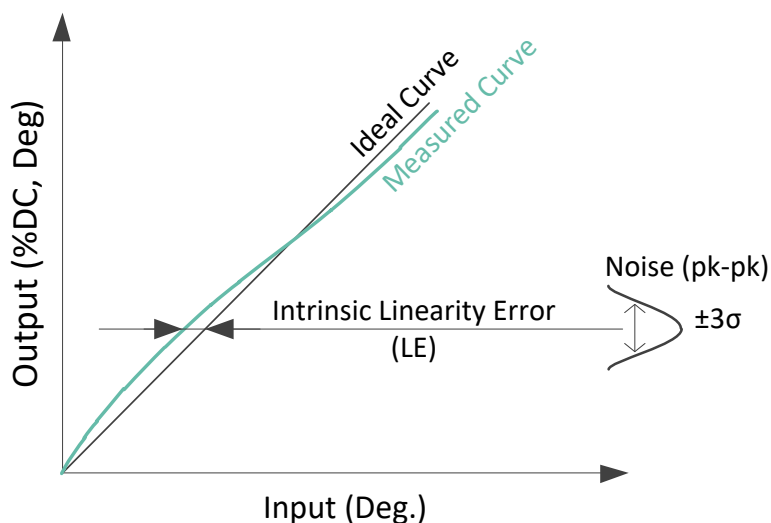 Output (%DC, Deg)
Ideal Curve
Measured Curve
Noise (pk-pk)
±3σ
Intrinsic Linearity Error
(LE)
Input (Deg.)